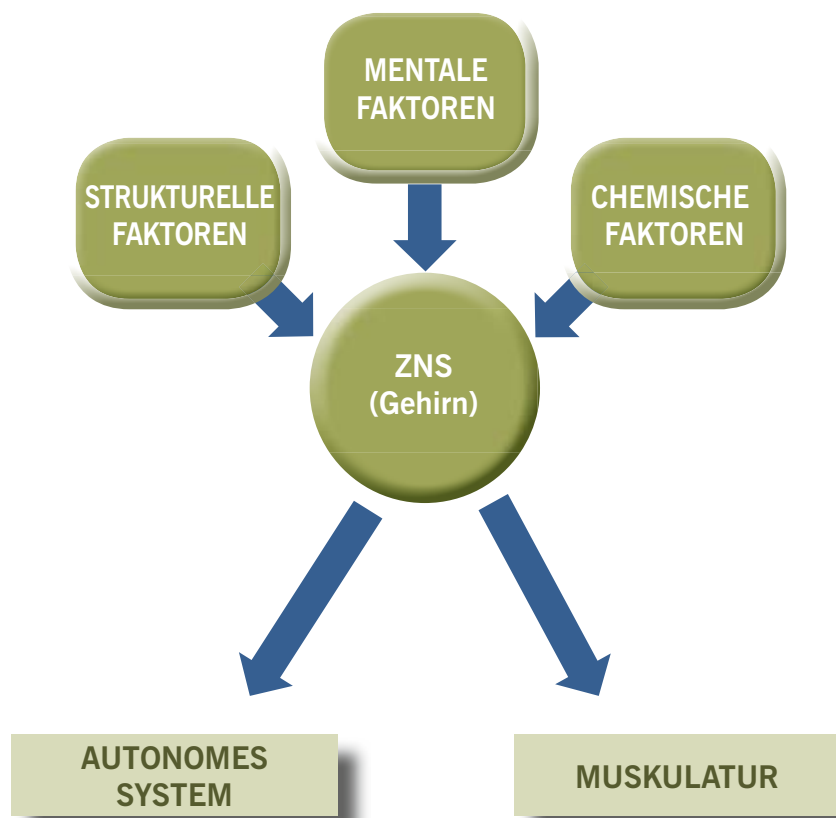 MENTALE
FAKTOREN
STRUKTURELLE
FAKTOREN
CHEMISCHE
FAKTOREN
ZNS
(Gehirn)
AUTONOMES
SYSTEM
MUSKULATUR